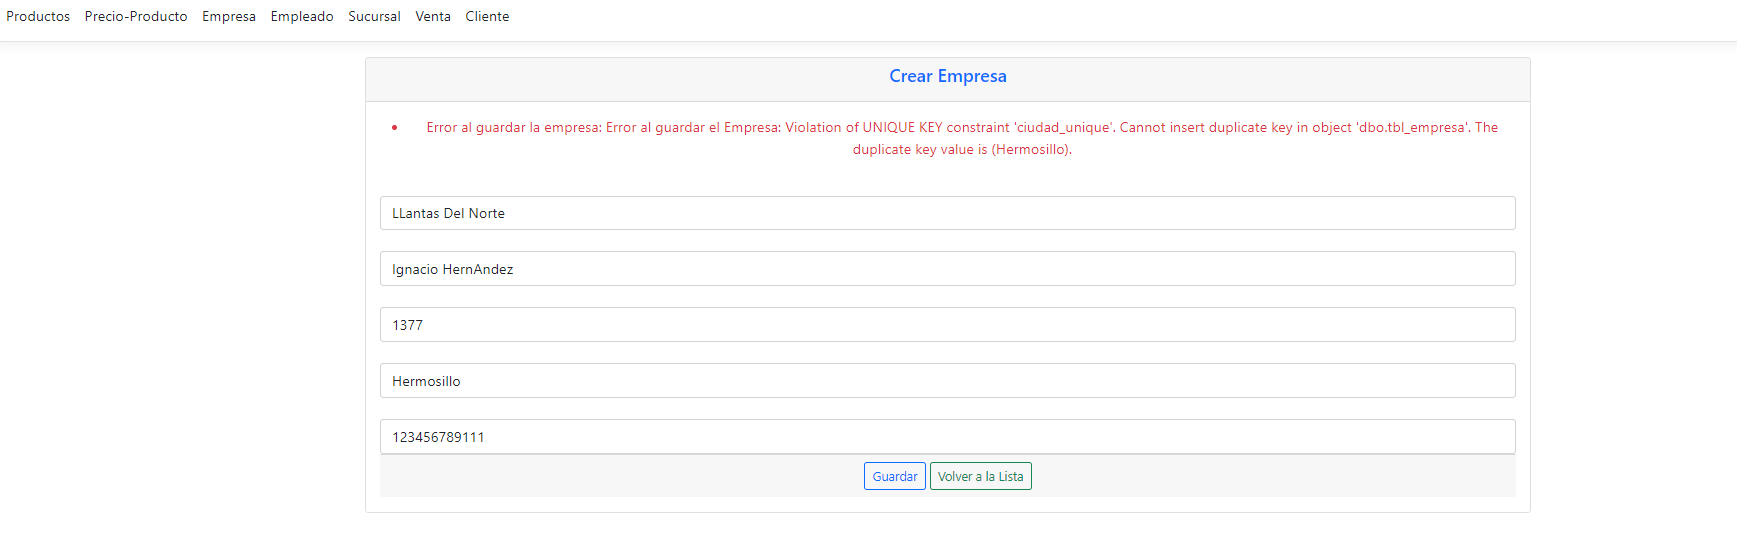 Productos Precio-Producto Empresa Empleado Sucursal Venta Cliente
Crear Empresa
Error al guardar la empresa: Error al guardar el Empresa: Violation of UNIQUE KEY constraint 'ciudad_unique'. Cannot insert duplicate key in object 'dbo.tbl_empresa'. The
duplicate key value is (Hermosillo).
LLantas Del Norte
Ignacio HernAndez
1377
Hermosillo
123456789111
Guardar Volver a la Lista